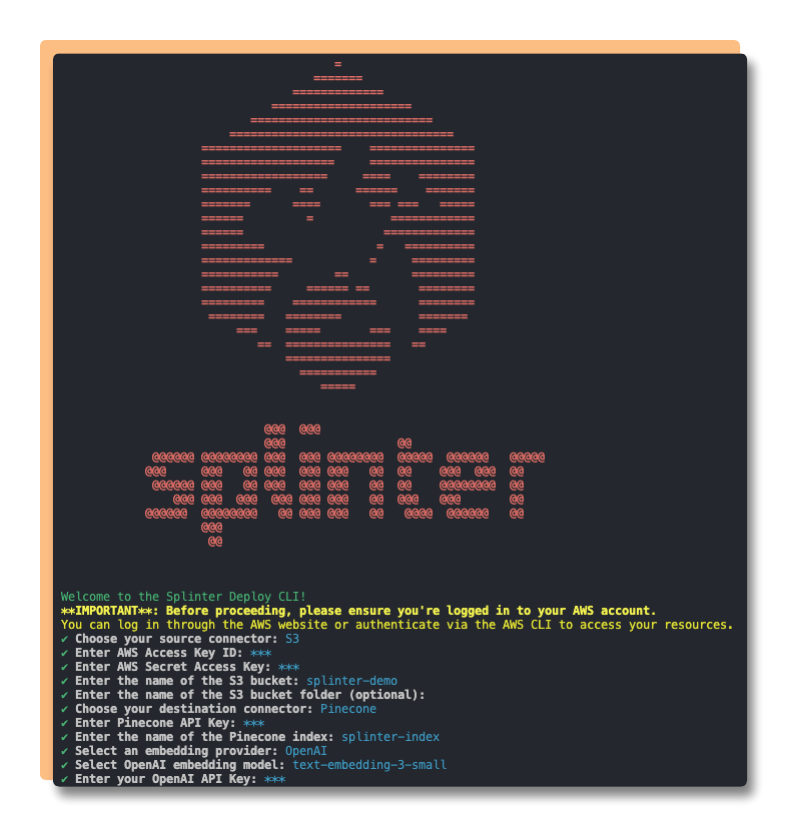 splinter
Welcome to the Splinter Deploy CLI!
**IMPORTANT**: Before proceeding, please ensure you're logged in to your AWS account.
You can log in through the AWS website or authenticate via the AWS CLI to access your resources.
✔ Choose your source connector: S3
✔ Enter AWS Access Key ID: ***
✔ Enter AWS Secret Access Key: ***
✔ Enter the name of the S3 bucket: splinter-demo
✔ Enter the name of the S3 bucket folder (optional):
✔ Choose your destination connector: Pinecone
✔ Enter Pinecone API Key: ***
✔ Enter the name of the Pinecone index: splinter-index
✔ Select an embedding provider: OpenAI
✔ Select OpenAI embedding model: text-embedding-3-small
✔ Enter your OpenAI API Key: ***